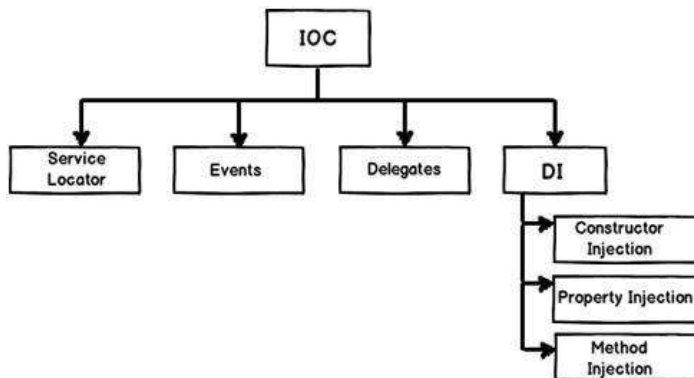 IOC
Service
Locator
Events
Delegates
DI
Constructor
Injection
Property Injection
Method
Injection